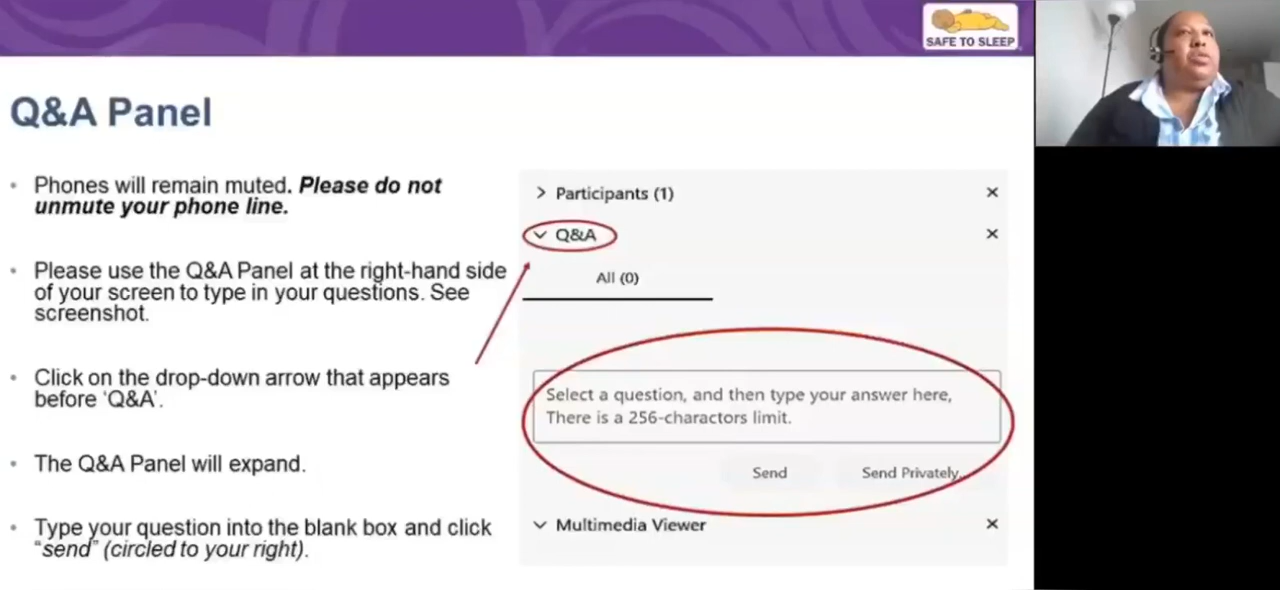 SAFE TO SLEEP
Q&A Panel
• Phones will remain muted. Please do not
unmute your phone line.
• Please use the Q&A Panel at the right-hand side
of your screen to type in your questions. See
screenshot.
• Click on the drop-down arrow that appears
before ‘Q&A’.
• The Q&A Panel will expand.
• Type your question into the blank box and click
“send” (circled to your right).
Participants (1)
Q&A
All (0)
Select a question, and then type your answer here,
There is a 256-charactors limit.
Send Send Privately...
Multimedia Viewer